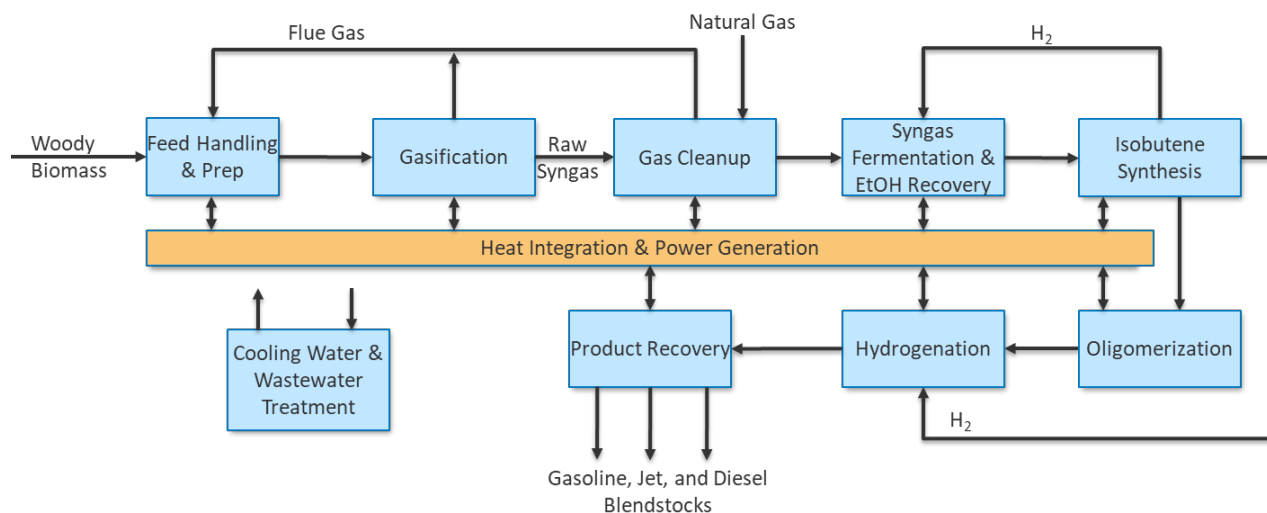 Flue Gas
Natural Gas
H₂
Woody
Biomass
Feed Handling
& Prep
Gasification
Raw
Syngas
Gas Cleanup
Syngas
Fermentation &
EtOH Recovery
Isobutene
Synthesis
Heat Integration & Power Generation
Cooling Water &
Wastewater
Treatment
Product Recovery
Hydrogenation
Oligomerization
H₂
Gasoline, Jet, and Diesel
Blendstocks